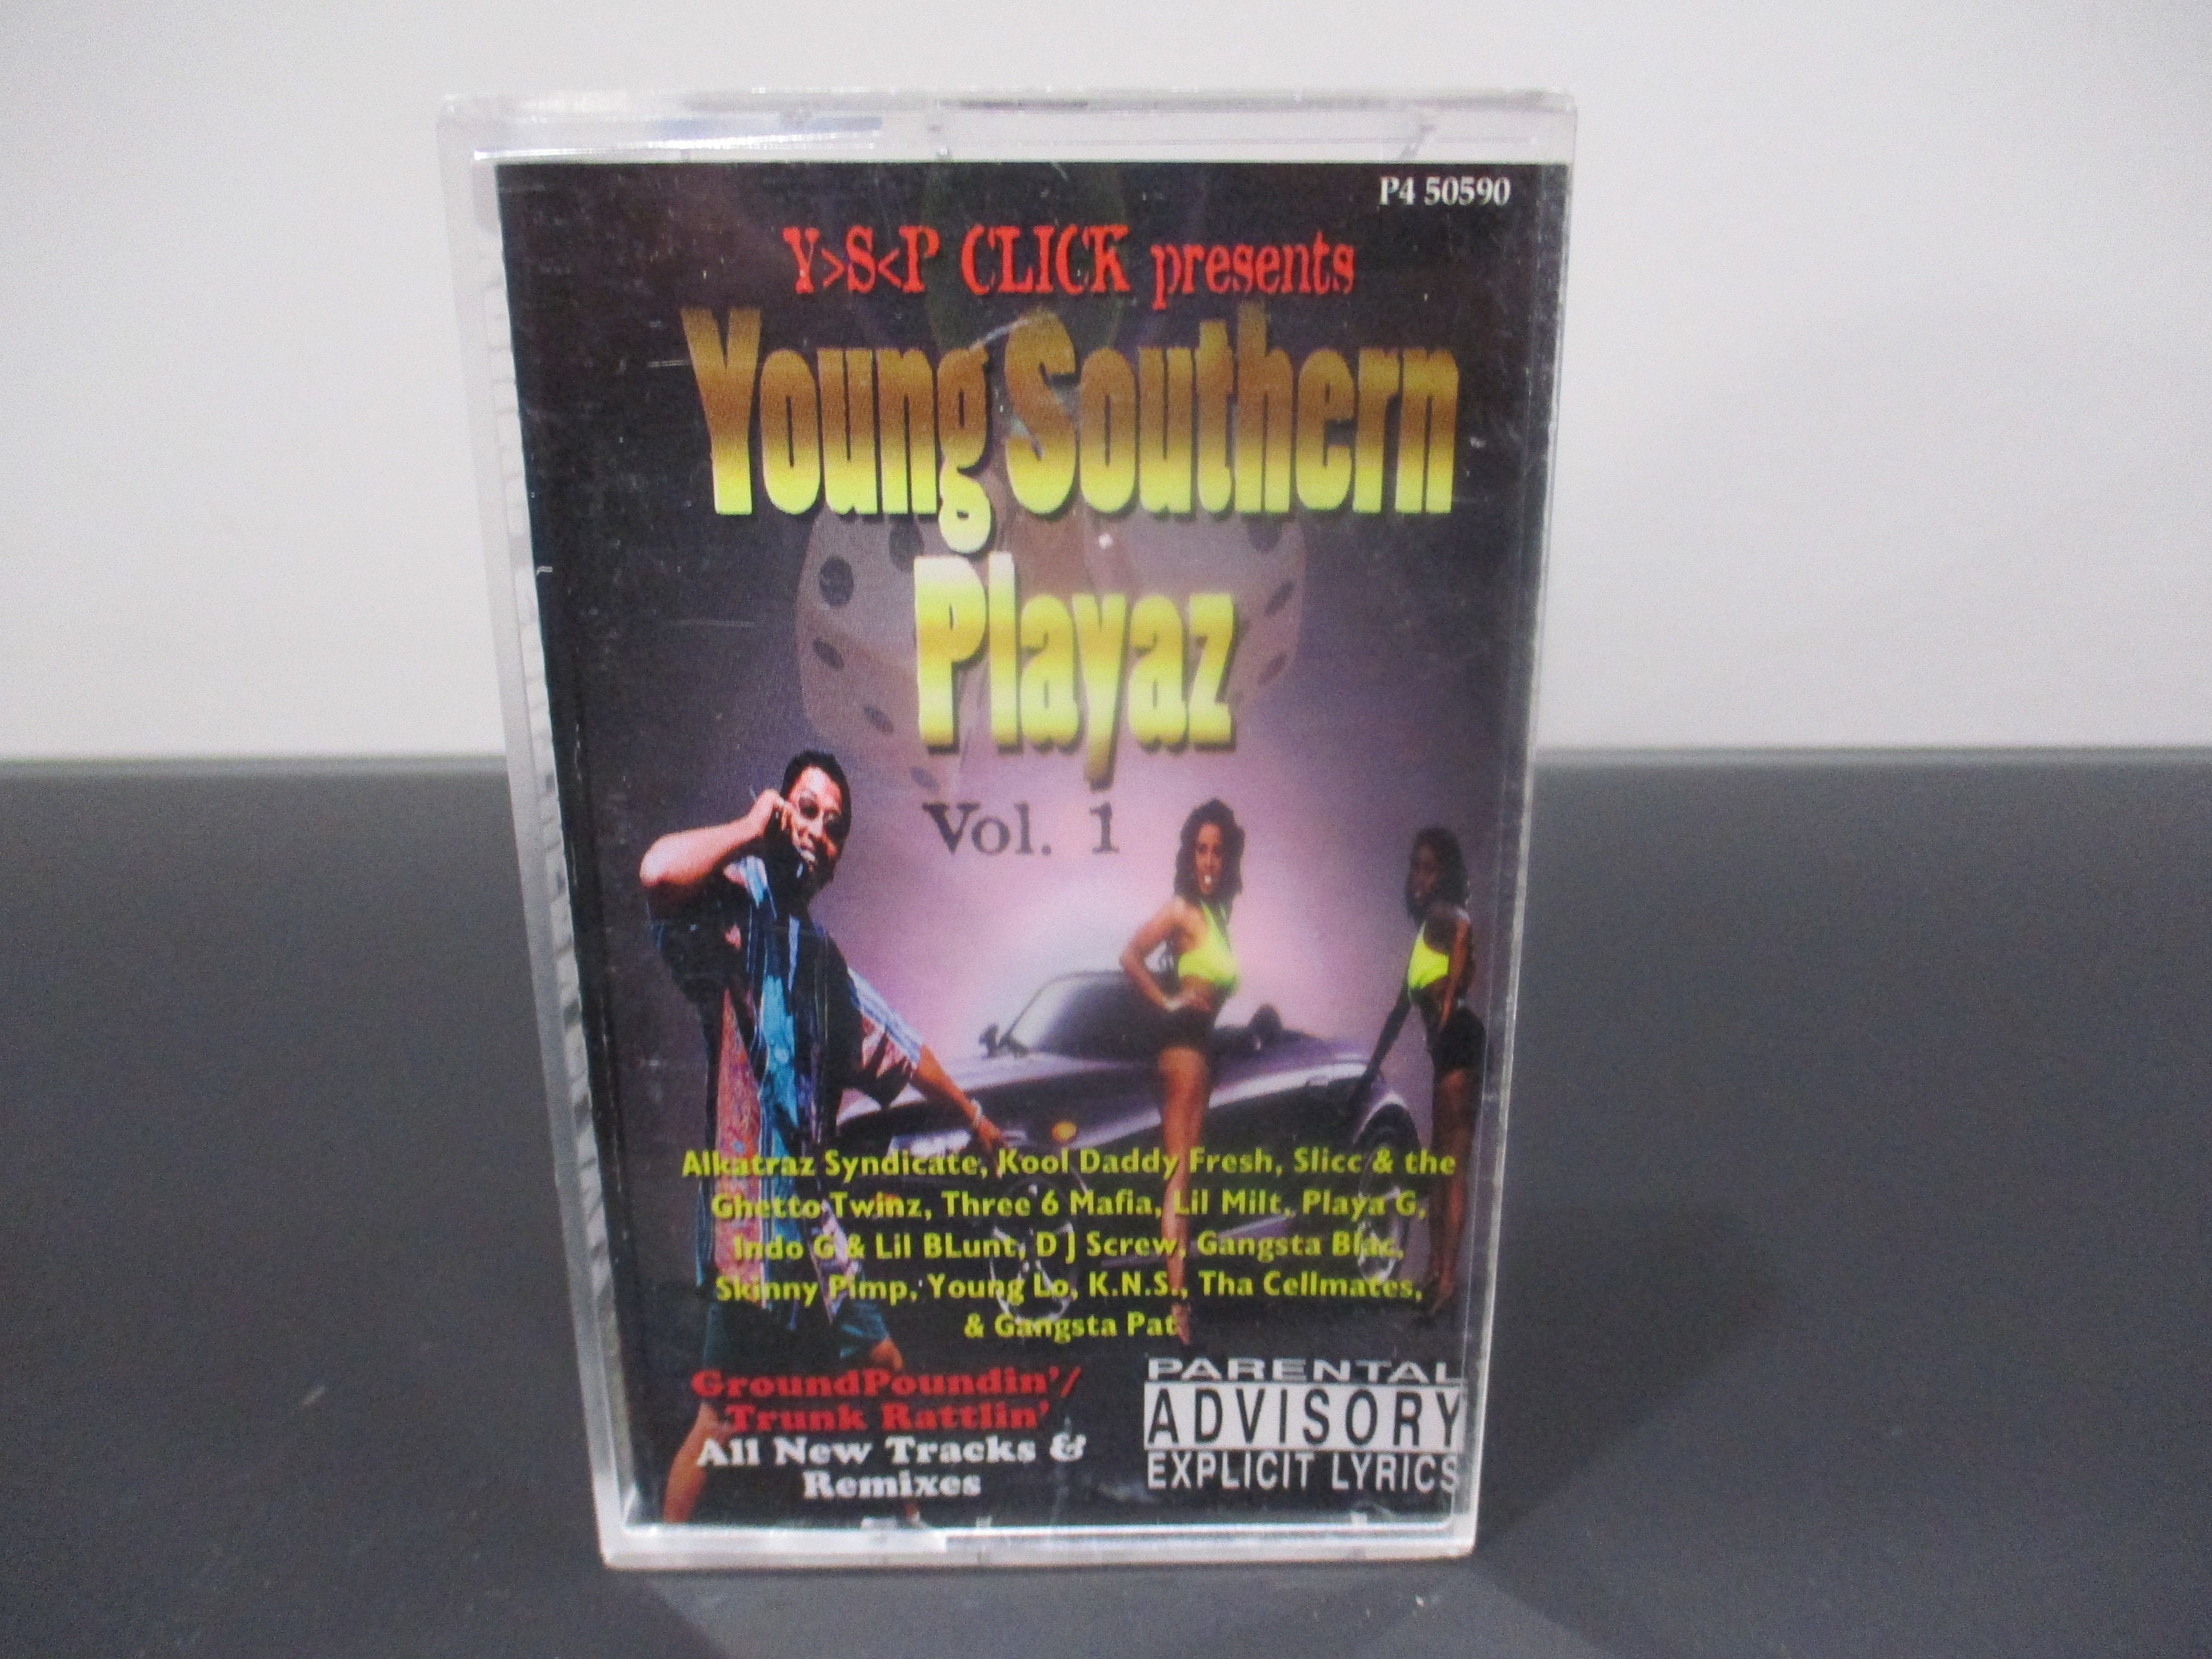 P4 50590
Y>S<P CLICK presents
Young Southern
Playaz
Vol. 1
Alkatraz Syndicate, Kool Daddy Fresh, Slicc & the
Ghetto Twinz, Three 6 Mafia, Lil Milt, Playa G,
Indo G & Lil BLunt, D J Screw, Gangsta Blac,
Skinny Pimp, Young Lo, K.N.S., Tha Cellmates,
& Gangsta Pat
GroundPoundin'/
Trunk Rattlin'
All New Tracks &
Remixes
PARENTAL
ADVISORY
EXPLICIT LYRICS